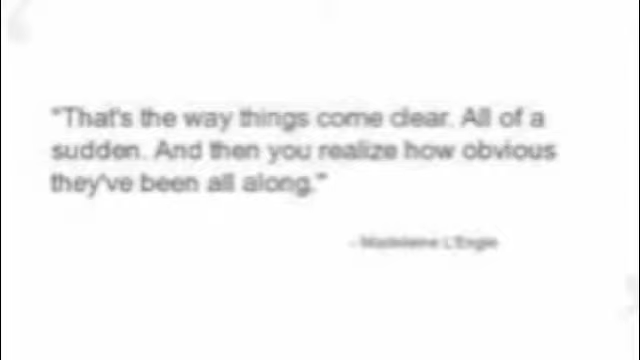 "That's the way things come clear. All of a
sudden. And then you realize how obvious
they've been all along."
- Madeleine L'Engle